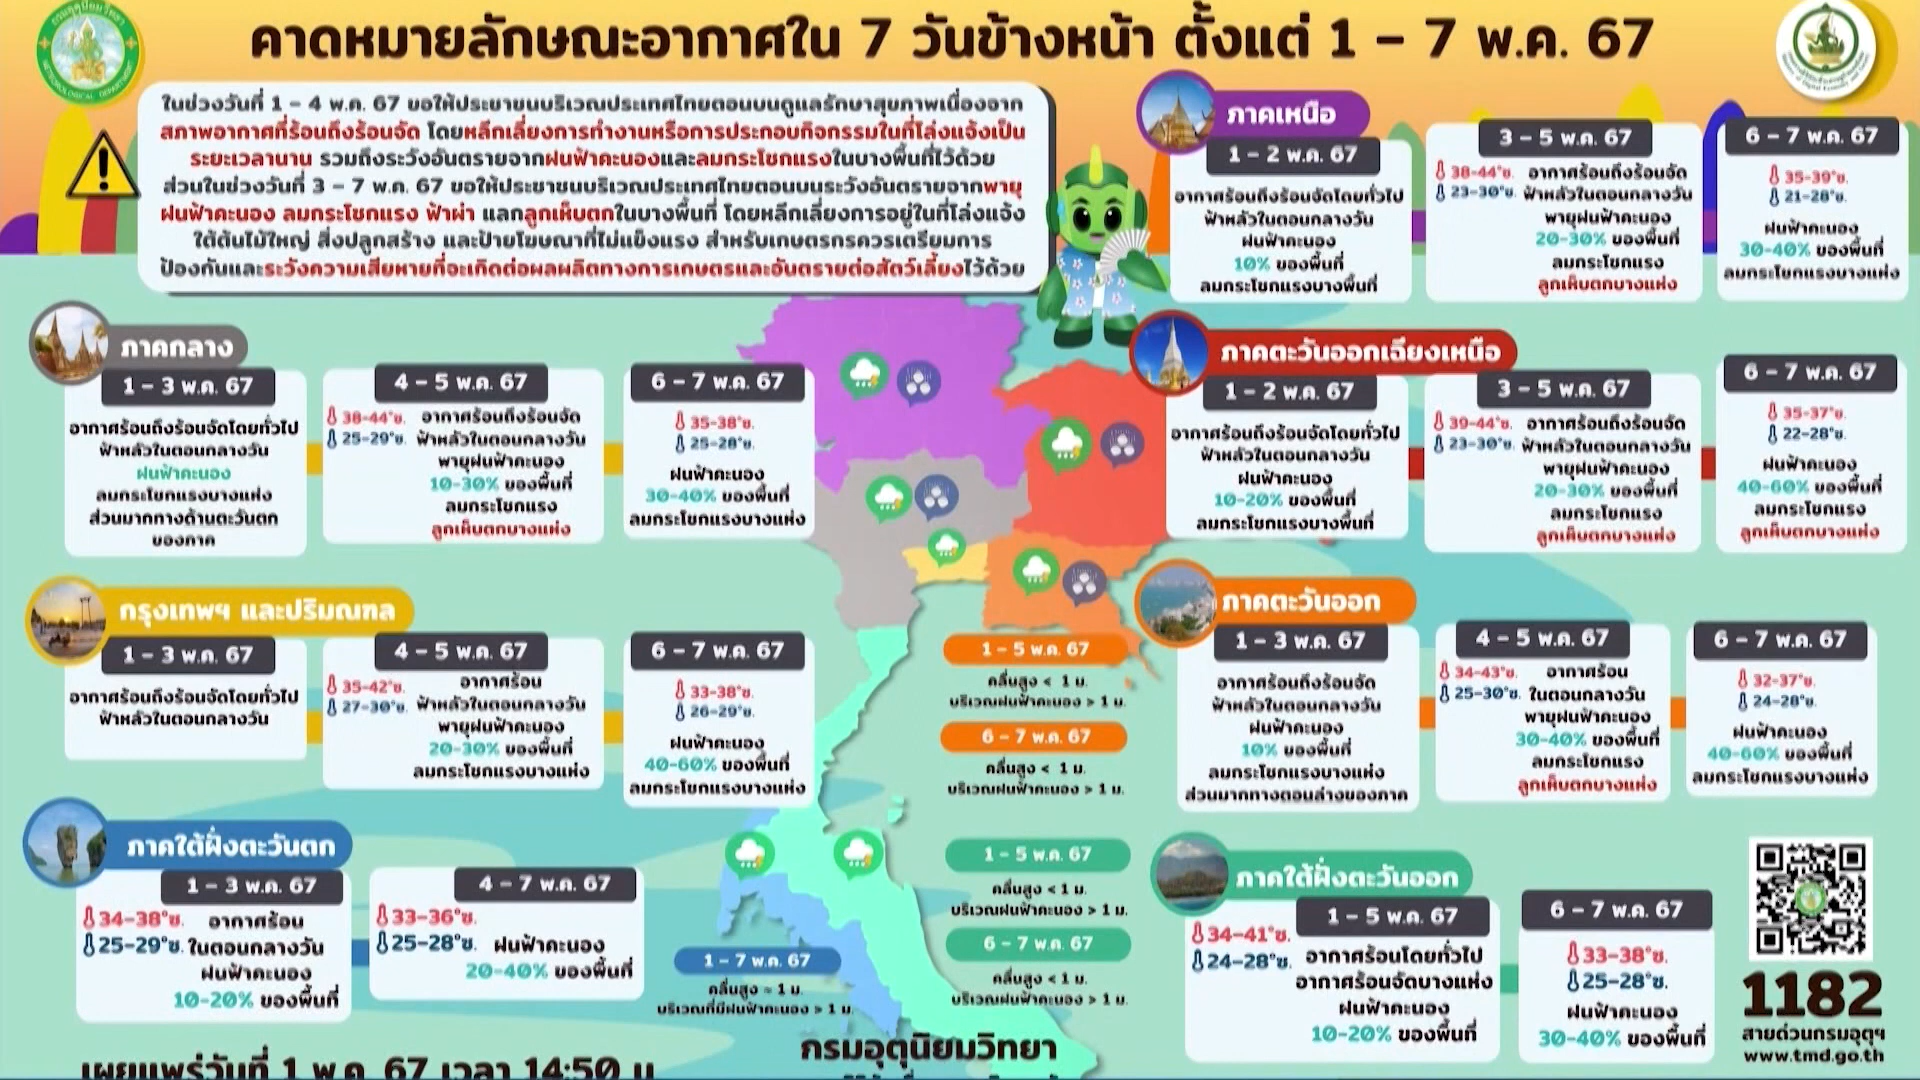 คาดหมายลักษณะอากาศใน 7 วันข้างหน้า ตั้งแต่ 1 – 7 พ.ค. 67
ในช่วงวันที่ 1 – 4 พ.ค. 67 ขอให้ประชาชนบริเวณประเทศไทยตอนบนดูแลรักษาสุขภาพเนื่องจาก
สภาพอากาศที่ร้อนถึงร้อนจัด โดยหลีกเลี่ยงการทำงานหรือการประกอบกิจกรรมในที่โล่งแจ้งเป็น
ระยะเวลานาน รวมถึงระวังอันตรายจากฝนฟ้าคะนองและลมกระโชกแรงในบางพื้นที่ไว้ด้วย
ส่วนในช่วงวันที่ 3 – 7 พ.ค. 67 ขอให้ประชาชนบริเวณประเทศไทยตอนบนระวังอันตรายจากพายุ
ฝนฟ้าคะนอง ลมกระโชกแรง ฟ้าผ่า แลกลูกเห็บตกในบางพื้นที่ โดยหลีกเลี่ยงการอยู่ในที่โล่งแจ้ง
ใต้ต้นไม้ใหญ่ สิ่งปลูกสร้าง และป้ายโฆษณาที่ไม่แข็งแรง สำหรับเกษตรกรควรเตรียมการ
ป้องกันและระวังความเสียหายที่จะเกิดต่อผลผลิตทางการเกษตรและอันตรายต่อสัตว์เลี้ยงไว้ด้วย
ภาคเหนือ
1 – 2 พ.ค. 67
อากาศร้อนถึงร้อนจัดโดยทั่วไป
ฟ้าหลัวในตอนกลางวัน
ฝนฟ้าคะนอง
10% ของพื้นที่
ลมกระโชกแรงบางพื้นที่
3 – 5 พ.ค. 67
38-44°ซ. อากาศร้อนถึงร้อนจัด
23-30°ซ. ฟ้าหลัวในตอนกลางวัน
พายุฝนฟ้าคะนอง
20-30% ของพื้นที่
ลมกระโชกแรง
ลูกเห็บตกบางแห่ง
6 – 7 พ.ค. 67
35-39°ซ.
21-28°ซ.
ฝนฟ้าคะนอง
30-40% ของพื้นที่
ลมกระโชกแรงบางแห่ง
ภาคกลาง
1 – 3 พ.ค. 67
อากาศร้อนถึงร้อนจัดโดยทั่วไป
ฟ้าหลัวในตอนกลางวัน
ฝนฟ้าคะนอง
ลมกระโชกแรงบางแห่ง
ส่วนมากทางด้านตะวันตก
ของภาค
4 – 5 พ.ค. 67
38-44°ซ. อากาศร้อนถึงร้อนจัด
25-29°ซ. ฟ้าหลัวในตอนกลางวัน
พายุฝนฟ้าคะนอง
10-30% ของพื้นที่
ลมกระโชกแรง
ลูกเห็บตกบางแห่ง
6 – 7 พ.ค. 67
35-38°ซ.
25-28°ซ.
ฝนฟ้าคะนอง
30-40% ของพื้นที่
ลมกระโชกแรงบางแห่ง
ภาคตะวันออกเฉียงเหนือ
1 – 2 พ.ค. 67
อากาศร้อนถึงร้อนจัดโดยทั่วไป
ฟ้าหลัวในตอนกลางวัน
ฝนฟ้าคะนอง
10-20% ของพื้นที่
ลมกระโชกแรงบางพื้นที่
3 – 5 พ.ค. 67
39-44°ซ. อากาศร้อนถึงร้อนจัด
23-30°ซ. ฟ้าหลัวในตอนกลางวัน
พายุฝนฟ้าคะนอง
20-30% ของพื้นที่
ลมกระโชกแรง
ลูกเห็บตกบางแห่ง
6 – 7 พ.ค. 67
35-37°ซ.
22-28°ซ.
ฝนฟ้าคะนอง
40-60% ของพื้นที่
ลมกระโชกแรง
ลูกเห็บตกบางแห่ง
กรุงเทพฯ และปริมณฑล
1 – 3 พ.ค. 67
อากาศร้อนถึงร้อนจัดโดยทั่วไป
ฟ้าหลัวในตอนกลางวัน
4 – 5 พ.ค. 67
35-42°ซ. อากาศร้อน
27-30°ซ. ฟ้าหลัวในตอนกลางวัน
พายุฝนฟ้าคะนอง
20-30% ของพื้นที่
ลมกระโชกแรงบางแห่ง
6 – 7 พ.ค. 67
33-38°ซ.
26-29°ซ.
ฝนฟ้าคะนอง
40-60% ของพื้นที่
ลมกระโชกแรงบางแห่ง
1 – 5 พ.ค. 67
คลื่นสูง < 1 ม.
บริเวณฝนฟ้าคะนอง > 1 ม.
6 – 7 พ.ค. 67
คลื่นสูง < 1 ม.
บริเวณฝนฟ้าคะนอง > 1 ม.
ภาคตะวันออก
1 – 3 พ.ค. 67
อากาศร้อนถึงร้อนจัด
ฟ้าหลัวในตอนกลางวัน
ฝนฟ้าคะนอง
10% ของพื้นที่
ลมกระโชกแรงบางแห่ง
ส่วนมากทางตอนล่างของภาค
4 – 5 พ.ค. 67
34-43°ซ. อากาศร้อน
25-30°ซ. ในตอนกลางวัน
พายุฝนฟ้าคะนอง
30-40% ของพื้นที่
ลมกระโชกแรง
ลูกเห็บตกบางแห่ง
6 – 7 พ.ค. 67
32-37°ซ.
24-28°ซ.
ฝนฟ้าคะนอง
40-60% ของพื้นที่
ลมกระโชกแรงบางแห่ง
ภาคใต้ฝั่งตะวันตก
1 – 3 พ.ค. 67
34-38°ซ. อากาศร้อน
25-29°ซ. ในตอนกลางวัน
ฝนฟ้าคะนอง
10-20% ของพื้นที่
4 – 7 พ.ค. 67
33-36°ซ.
25-28°ซ. ฝนฟ้าคะนอง
20-40% ของพื้นที่
1 – 7 พ.ค. 67
คลื่นสูง ≈ 1 ม.
บริเวณที่มีฝนฟ้าคะนอง > 1 ม.
1 – 5 พ.ค. 67
คลื่นสูง < 1 ม.
บริเวณฝนฟ้าคะนอง > 1 ม.
6 – 7 พ.ค. 67
คลื่นสูง < 1 ม.
บริเวณฝนฟ้าคะนอง > 1 ม.
ภาคใต้ฝั่งตะวันออก
1 – 5 พ.ค. 67
34-41°ซ.
24-28°ซ. อากาศร้อนโดยทั่วไป
อากาศร้อนจัดบางแห่ง
ฝนฟ้าคะนอง
10-20% ของพื้นที่
6 – 7 พ.ค. 67
33-38°ซ.
25-28°ซ.
ฝนฟ้าคะนอง
30-40% ของพื้นที่
1182
สายด่วนกรมอุตุฯ
www.tmd.go.th
กรมอุตุนิยมวิทยา
เผยแพร่วันที่ 1 พ.ค. 67 เวลา 14:50 น.